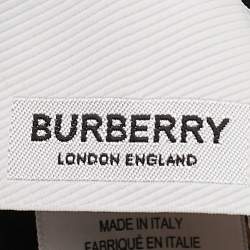 BURBERRY
LONDON ENGLAND
MADE IN ITALY
FABRIQUÉ EN ITALIE